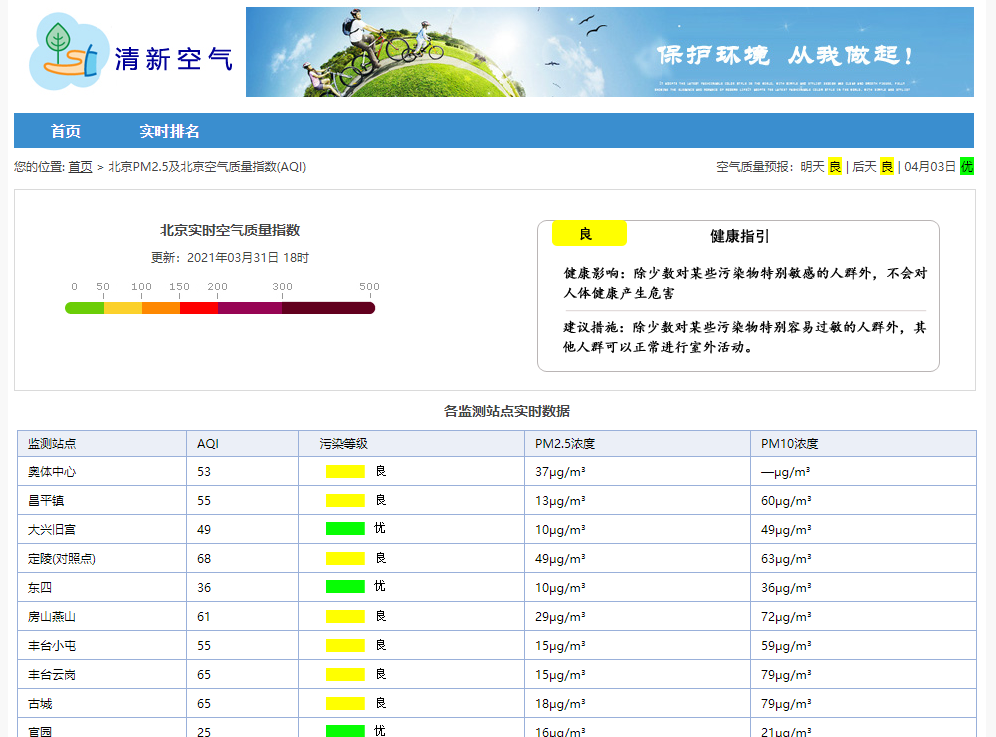 st 清新空气
保护环境 从我做起!
首页 实时排名
您的位置: 首页 > 北京PM2.5及北京空气质量指数(AQI)
空气质量预报: 明天 良 | 后天 良 | 04月03日 优
北京实时空气质量指数
更新: 2021年03月31日 18时
0 50 100 150 200 300 500
良 健康指引
健康影响: 除少数对某些污染物特别敏感的人群外, 不会对
人体健康产生危害
建议措施: 除少数对某些污染物特别容易过敏的人群外, 其
他人群可以正常进行室外活动。
各监测站点实时数据
监测站点 AQI 污染等级 PM2.5浓度 PM10浓度
奥体中心 53 良 37μg/m³ —μg/m³
昌平镇 55 良 13μg/m³ 60μg/m³
大兴旧宫 49 优 10μg/m³ 49μg/m³
定陵(对照点) 68 良 49μg/m³ 63μg/m³
东四 36 优 10μg/m³ 36μg/m³
房山燕山 61 良 29μg/m³ 72μg/m³
丰台小屯 55 良 15μg/m³ 59μg/m³
丰台云岗 65 良 15μg/m³ 79μg/m³
古城 65 良 18μg/m³ 79μg/m³
官园 25 优 16μg/m³ 21μg/m³